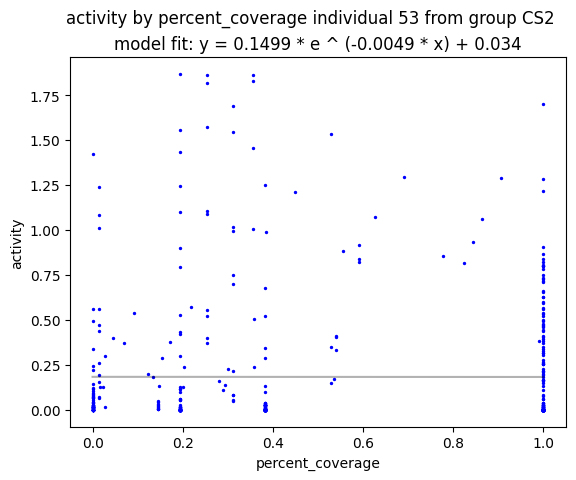 activity by percent_coverage individual 53 from group CS2
model fit: y = 0.1499 * e ^ (-0.0049 * x) + 0.034
1.75
1.50
1.25
1.00
0.75
0.50
0.25
0.00
activity
0.0 0.2 0.4 0.6 0.8 1.0
percent_coverage